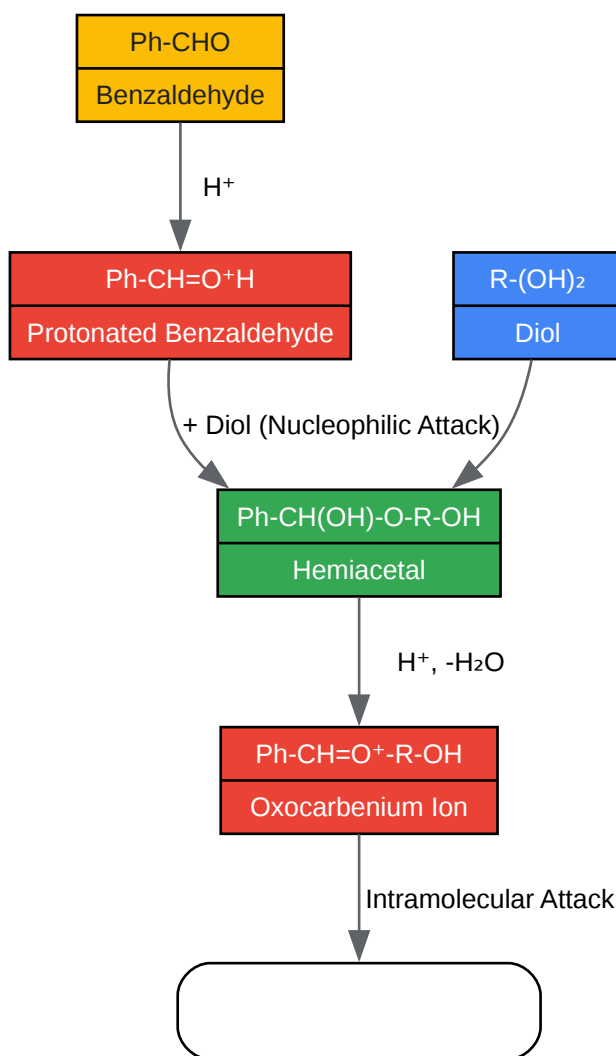 Ph-CHO
Benzaldehyde
H⁺
Ph-CH=O⁺H
Protonated Benzaldehyde
R-(OH)₂
Diol
+ Diol (Nucleophilic Attack)
Ph-CH(OH)-O-R-OH
Hemiacetal
H⁺, -H₂O
Ph-CH=O⁺-R-OH
Oxocarbenium Ion
Intramolecular Attack